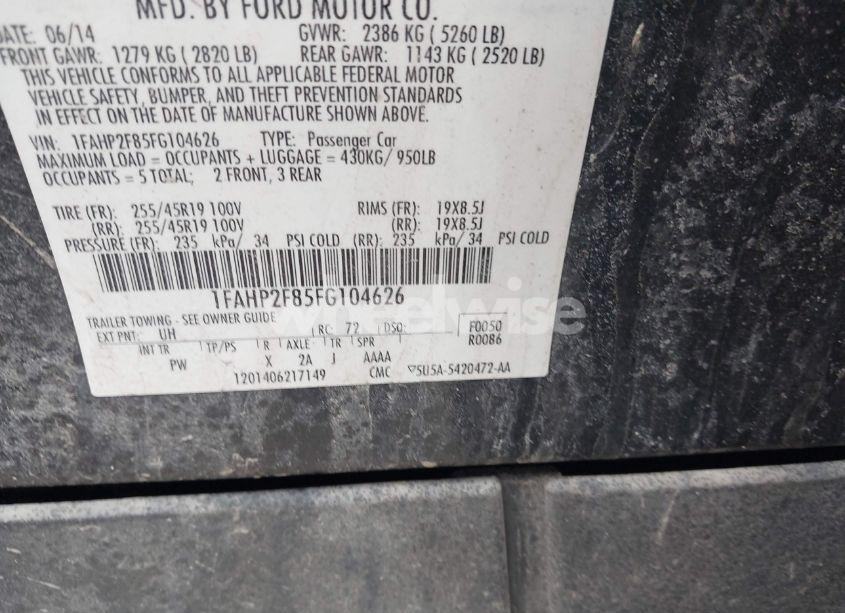 MFD. BY FORD MOTOR CO.
DATE: 06/14 GVWR: 2386 KG ( 5260 LB)
FRONT GAWR: 1279 KG ( 2820 LB) REAR GAWR: 1143 KG ( 2520 LB)
THIS VEHICLE CONFORMS TO ALL APPLICABLE FEDERAL MOTOR
VEHICLE SAFETY, BUMPER, AND THEFT PREVENTION STANDARDS
IN EFFECT ON THE DATE OF MANUFACTURE SHOWN ABOVE.
VIN: 1FAHP2F85FG104626 TYPE: Passenger Car
MAXIMUM LOAD = OCCUPANTS + LUGGAGE = 430KG/ 950LB
OCCUPANTS = 5 TOTAL; 2 FRONT, 3 REAR
TIRE (FR): 255/45R19 100V RIMS (FR): 19X8.5J
(RR): 255/45R19 100V (RR): 19X8.5J
PRESSURE (FR): 235 kPa/ 34 PSI COLD (RR): 235 kPa/ 34 PSI COLD
1FAHP2F85FG104626
wheelwise
TRAILER TOWING - SEE OWNER GUIDE
EXT PNT: UH RC: 72 DSO: F0050
R0086
INT TR TP/PS R AXLE TR SPR
PW X 2A J AAAA
1201406217149 CMC 5U5A-5420472-AA